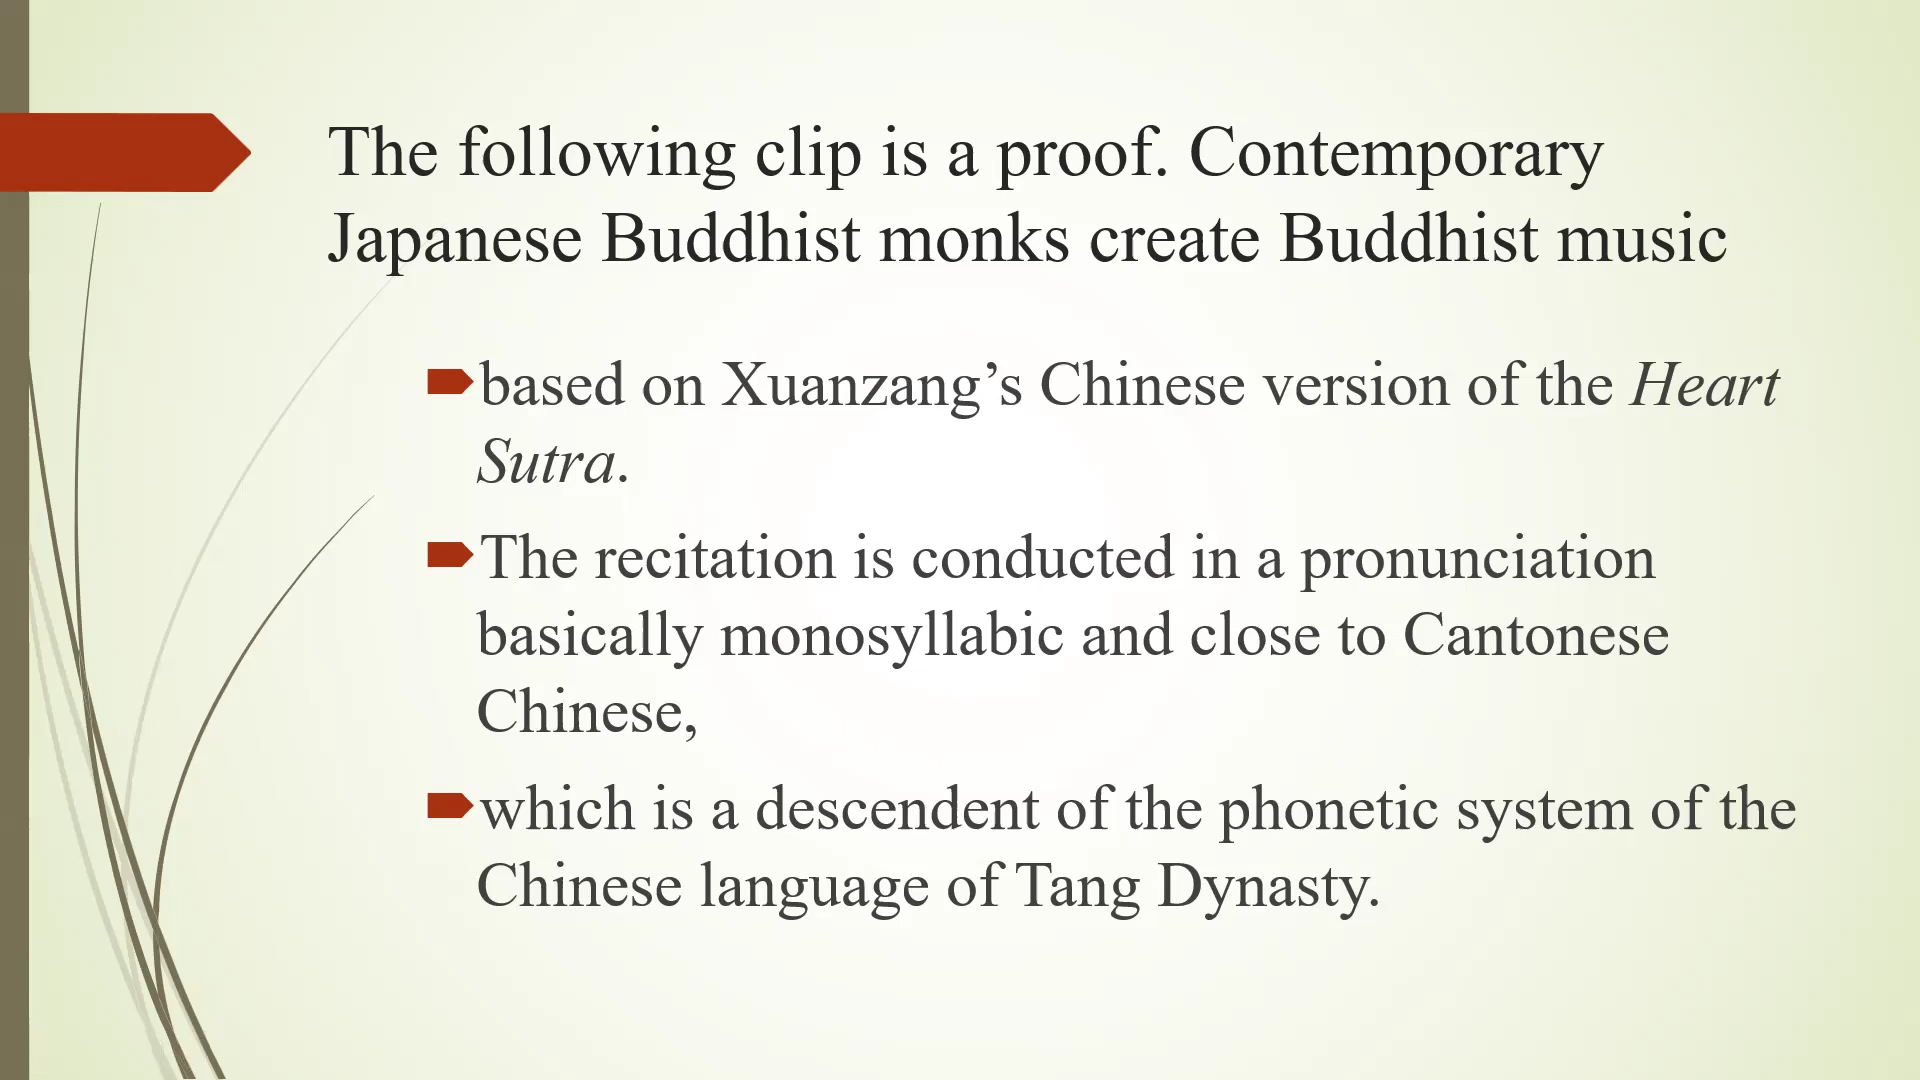 The following clip is a proof. Contemporary
Japanese Buddhist monks create Buddhist music
based on Xuanzang’s Chinese version of the Heart
Sutra.
The recitation is conducted in a pronunciation
basically monosyllabic and close to Cantonese
Chinese,
which is a descendent of the phonetic system of the
Chinese language of Tang Dynasty.